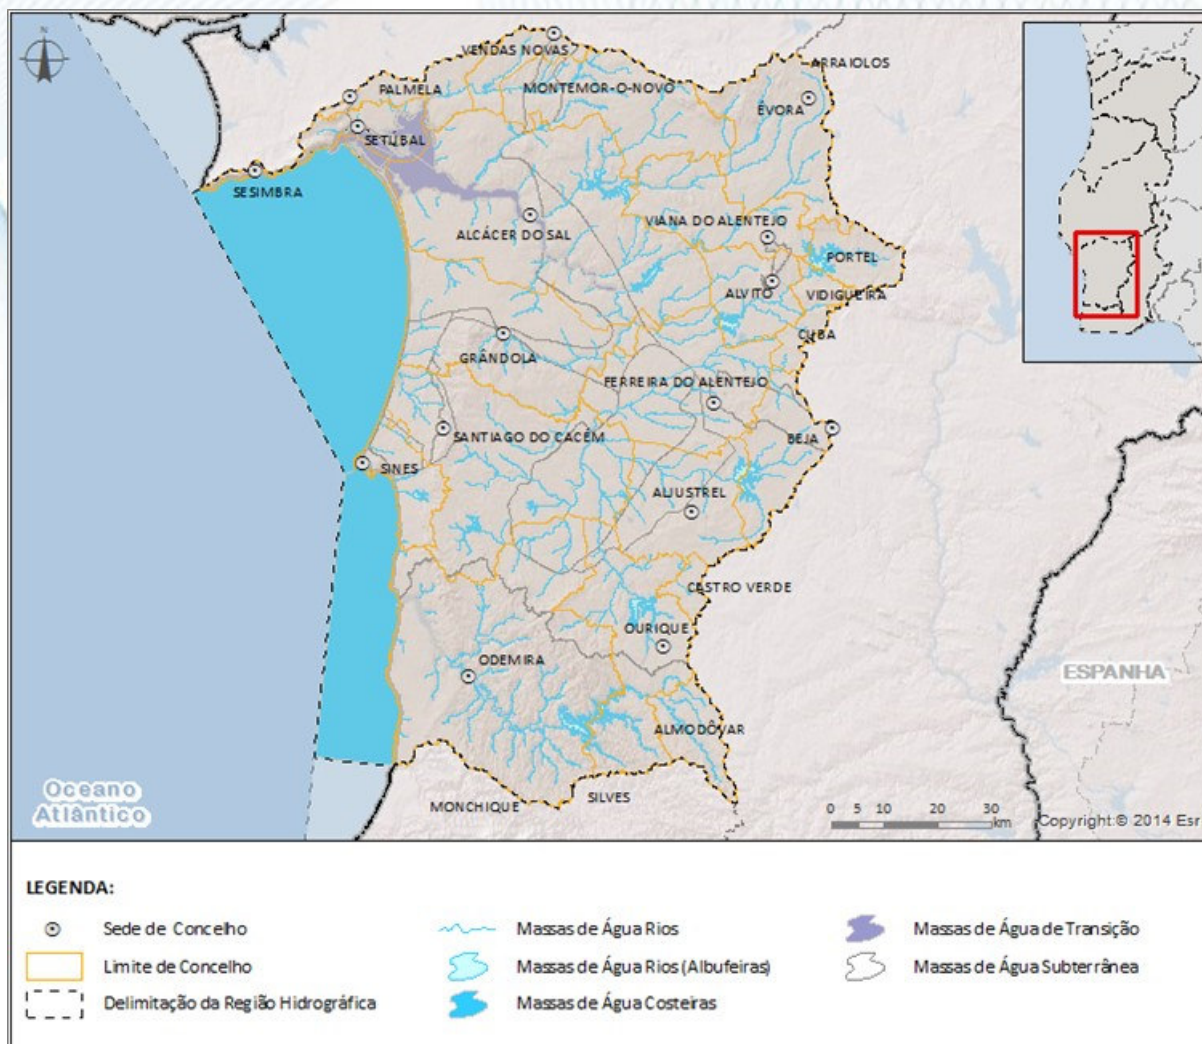 N
VENDAS NOVAS
ARRAIOLOS
PALMELA
MONTEMOR-O-NOVO
ÉVORA
SETÚBAL
SESIMBRA
ALCÁCER DO SAL
VIANA DO ALENTEJO
PORTEL
ALVITO
VIDIGUEIRA
CUBA
GRÂNDOLA
FERREIRA DO ALENTEJO
SANTIAGO DO CACÉM
BEJA
SINES
ALJUSTREL
CASTRO VERDE
OURIQUE
ODEMIRA
ESPANHA
ALMODÔVAR
Oceano
Atlântico
MONCHIQUE
SILVES
0 5 10 20 30
km
Copyright:© 2014 Esr
LEGENDA:
Sede de Concelho
Limite de Concelho
Delimitação da Região Hidrográfica
Massas de Água Rios
Massas de Água Rios (Albufeiras)
Massas de Água Costeiras
Massas de Água de Transição
Massas de Água Subterrânea